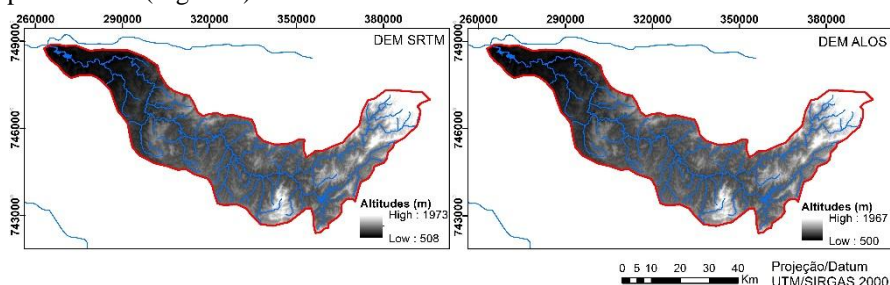 260000 290000 320000 350000 380000
260000 290000 320000 350000 380000
DEM SRTM
DEM ALOS
749000
746000
743000
749000
746000
743000
Altitudes (m)
High : 1973
Low : 508
Altitudes (m)
High : 1967
Low : 500
0 5 10 20 30 40
Km
Projeção/Datum
UTM/SIRGAS 2000